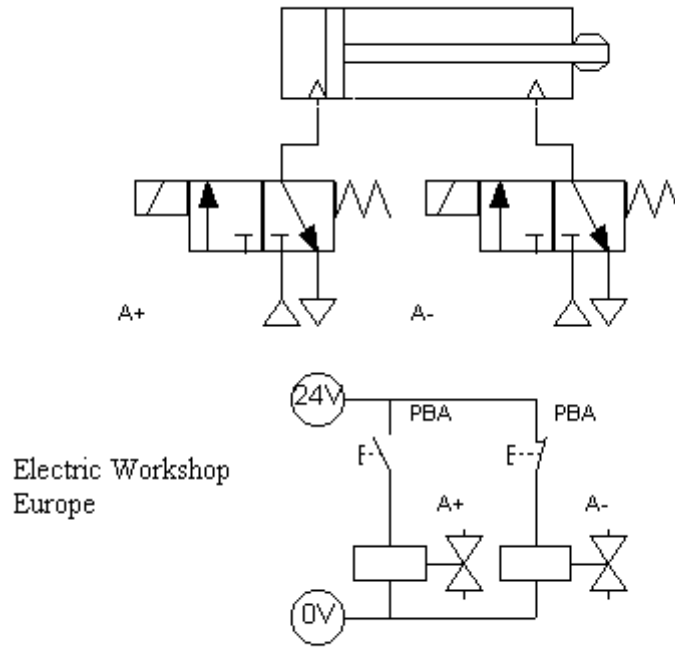 A+
A-
24V
PBA
PBA
Electric Workshop
Europe
A+
A-
0V